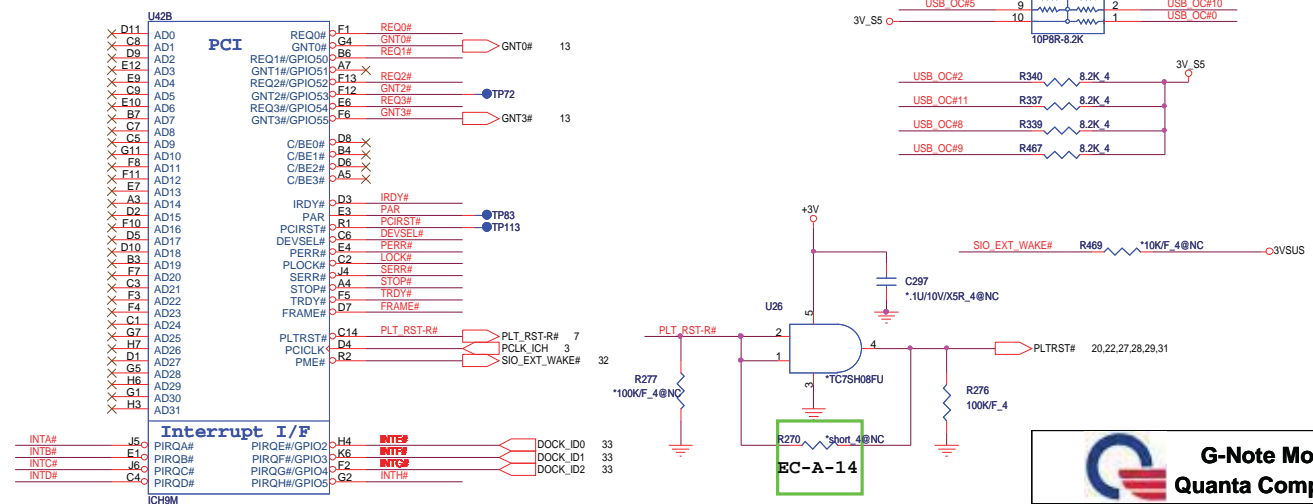 U42B
PCI
D11 AD0 REQ0# F1 REQ0#
C8 AD1 GNT0# G4 GNT0# GNT0# 13
D9 AD2 REQ1#/GPIO50 B6 REQ1#
E12 AD3 GNT1#/GPIO51 A7
E9 AD4 REQ2#/GPIO52 F13 REQ2#
C9 AD5 GNT2#/GPIO53 F12 GNT2# TP72
E10 AD6 REQ3#/GPIO54 E6 REQ3#
B7 AD7 GNT3#/GPIO55 F6 GNT3# GNT3# 13
C7 AD8
C5 AD9 C/BE0# D8
G11 AD10 C/BE1# B4
F8 AD11 C/BE2# D6
F11 AD12 C/BE3# A5
E7 AD13
A3 AD14 IRDY# D3 IRDY#
D2 AD15 PAR E3 PAR TP83
F10 AD16 PCIRST# R1 PCIRST# TP113
D5 AD17 DEVSEL# C6 DEVSEL#
D10 AD18 PERR# E4 PERR#
B3 AD19 PLOCK# C2 LOCK#
F7 AD20 SERR# J4 SERR#
C3 AD21 STOP# A4 STOP#
F3 AD22 TRDY# F5 TRDY#
F4 AD23 FRAME# D7 FRAME#
C1 AD24
G7 AD25 PLTRST# C14 PLT_RST-R# PLT_RST-R# 7
H7 AD26 PCICLK D4 PCLK_ICH 3
D1 AD27 PME# R2 SIO_EXT_WAKE# 32
G5 AD28
H6 AD29
G1 AD30
H3 AD31
Interrupt I/F
INTA# J5 PIRQA# PIRQE#/GPIO2 H4 INTE# DOCK_ID0 33
INTB# E1 PIRQB# PIRQF#/GPIO3 K6 INTF# DOCK_ID1 33
INTC# J6 PIRQC# PIRQG#/GPIO4 F2 INTG# DOCK_ID2 33
INTD# C4 PIRQD# PIRQH#/GPIO5 G2 INTH#
ICH9M
USB_OC#5 9 2 USB_OC#10
3V_S5 10 1 USB_OC#0
10P8R-8.2K
3V_S5
USB_OC#2 R340 8.2K_4
USB_OC#11 R337 8.2K_4
USB_OC#8 R339 8.2K_4
USB_OC#9 R467 8.2K_4
+3V
SIO_EXT_WAKE# R469 *10K/F_4@NC 3VSUS
C297
*.1U/10V/X5R_4@NC
U26
5
PLT_RST-R# 2
1
4 PLTRST# 20,22,27,28,29,31
3
*TC7SH08FU
R277
*100K/F_4@NC
R276
100K/F_4
R270 *short_4@NC
EC-A-14
G-Note Mo
Quanta Comp